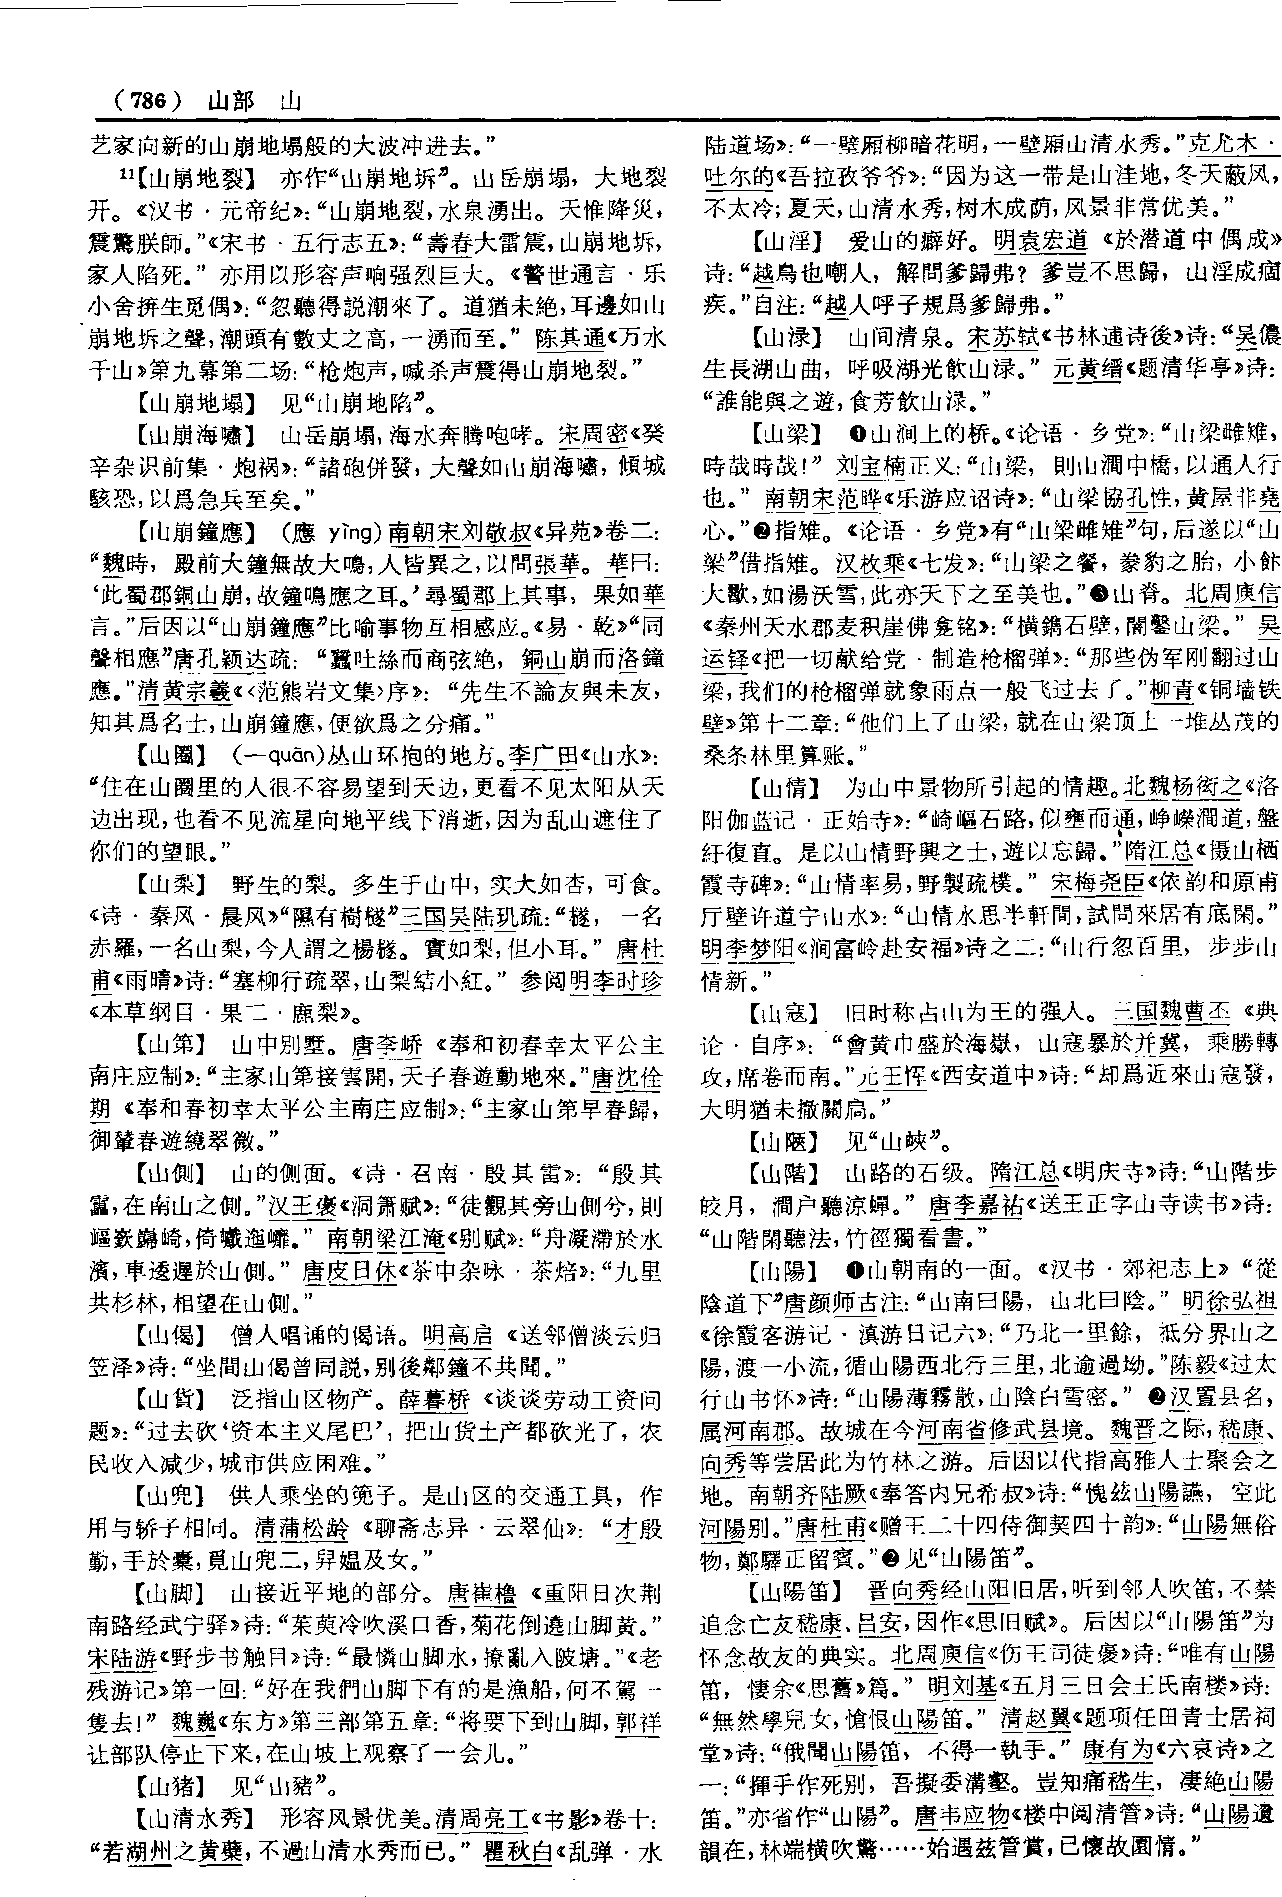 （786） 山部 山
艺家向新的山崩地塌般的大波冲进去。”
11【山崩地裂】 亦作“山崩地坼”。山岳崩塌，大地裂
开。《汉书·元帝纪》：“山崩地裂，水泉湧出。天惟降災，
震驚朕師。”《宋书·五行志五》：“壽春大雷震，山崩地坼，
家人陷死。” 亦用以形容声响强烈巨大。《警世通言·乐
小舍拚生觅偶》：“忽聽得説潮來了。道猶未絶，耳邊如山
崩地坼之聲，潮頭有數丈之高，一湧而至。” 陈其通《万水
千山》第九幕第二场：“枪炮声，喊杀声震得山崩地裂。”
【山崩地塌】 见“山崩地陷”。
【山崩海嘯】 山岳崩塌，海水奔腾咆哮。宋周密《癸
辛杂识前集·炮祸》：“諸砲併發，大聲如山崩海嘯，傾城
駭恐，以爲急兵至矣。”
【山崩鐘應】 （應 yìng）南朝宋刘敬叔《异苑》卷二：
“魏時，殿前大鐘無故大鳴，人皆異之，以問張華。華曰：
‘此蜀郡銅山崩，故鐘鳴應之耳。’尋蜀郡上其事，果如華
言。”后因以“山崩鐘應”比喻事物互相感应。《易·乾》“同
聲相應”唐孔颖达疏：“蠶吐絲而商弦絶，銅山崩而洛鐘
應。”清黄宗羲《〈范熊岩文集〉序》：“先生不論友與未友，
知其爲名士，山崩鐘應，便欲爲之分痛。”
【山圈】 （一quān）丛山环抱的地方。李广田《山水》：
“住在山圈里的人很不容易望到天边，更看不见太阳从天
边出现，也看不见流星向地平线下消逝，因为乱山遮住了
你们的望眼。”
【山梨】 野生的梨。多生于山中，实大如杏，可食。
《诗·秦风·晨风》“隰有樹檖”三国吴陆玑疏：“檖，一名
赤羅，一名山梨，今人謂之楊檖。實如梨，但小耳。” 唐杜
甫《雨晴》诗：“塞柳行疏翠，山梨結小紅。” 参阅明李时珍
《本草纲目·果二·鹿梨》。
【山第】 山中别墅。唐李峤《奉和初春幸太平公主
南庄应制》：“主家山第接雲開，天子春遊動地來。”唐沈佺
期《奉和春初幸太平公主南庄应制》：“主家山第早春歸，
御輦春遊繞翠微。”
【山側】 山的侧面。《诗·召南·殷其雷》：“殷其
靁，在南山之側。”汉王褒《洞箫赋》：“徒觀其旁山側兮，則
嶇嶔巋崎，倚巇迤㠧。” 南朝梁江淹《别赋》：“舟凝滯於水
濱，車逶遲於山側。” 唐皮日休《茶中杂咏·茶焙》：“九里
共杉林，相望在山側。”
【山偈】 僧人唱诵的偈语。明高启《送邻僧淡云归
笠泽》诗：“坐間山偈曾同説，别後鄰鐘不共聞。”
【山貨】 泛指山区物产。薛暮桥《谈谈劳动工资问
题》：“过去砍‘资本主义尾巴’，把山货土产都砍光了，农
民收入减少，城市供应困难。”
【山兜】 供人乘坐的篼子。是山区的交通工具，作
用与轿子相同。清蒲松龄《聊斋志异·云翠仙》：“才殷
勤，手於橐，覓山兜二，舁媪及女。”
【山脚】 山接近平地的部分。唐崔橹《重阳日次荆
南路经武宁驿》诗：“茱萸冷吹溪口香，菊花倒遶山脚黄。”
宋陆游《野步书触目》诗：“最憐山脚水，撩亂入陂塘。”《老
残游记》第一回：“好在我們山脚下有的是漁船，何不駕一
隻去！” 魏巍《东方》第三部第五章：“将要下到山脚，郭祥
让部队停止下来，在山坡上观察了一会儿。”
【山猪】 见“山豬”。
【山清水秀】 形容风景优美。清周亮工《书影》卷十：
“若湖州之黄蘗，不過山清水秀而已。” 瞿秋白《乱弹·水
陆道场》：“一壁厢柳暗花明，一壁厢山清水秀。”克尤木·
吐尔的《吾拉孜爷爷》：“因为这一带是山洼地，冬天蔽风，
不太冷；夏天，山清水秀，树木成荫，风景非常优美。”
【山淫】 爱山的癖好。明袁宏道《於潜道中偶成》
诗：“越鳥也嘲人，解問爹歸弗？爹豈不思歸，山淫成痼
疾。”自注：“越人呼子規爲爹歸弗。”
【山渌】 山间清泉。宋苏轼《书林逋诗後》诗：“吴儂
生長湖山曲，呼吸湖光飲山渌。” 元黄缙《题清华亭》诗：
“誰能與之遊，食芳飲山渌。”
【山梁】 ❶山涧上的桥。《论语·乡党》：“山梁雌雉，
時哉時哉！” 刘宝楠正义：“山梁，則山澗中橋，以通人行
也。” 南朝宋范晔《乐游应诏诗》：“山梁協孔性，黄屋非堯
心。”❷指雉。《论语·乡党》有“山梁雌雉”句，后遂以“山
梁”借指雉。汉枚乘《七发》：“山梁之餐，豢豹之胎，小飰
大歠，如湯沃雪，此亦天下之至美也。”❸山脊。北周庾信
《秦州天水郡麦积崖佛龛铭》：“横鐫石壁，闇鑿山梁。” 吴
运铎《把一切献给党·制造枪榴弹》：“那些伪军刚翻过山
梁，我们的枪榴弹就象雨点一般飞过去了。”柳青《铜墙铁
壁》第十二章：“他们上了山梁，就在山梁顶上一堆丛茂的
桑条林里算账。”
【山情】 为山中景物所引起的情趣。北魏杨衒之《洛
阳伽蓝记·正始寺》：“崎嶇石路，似壅而通，崢嶸澗道，盤
紆復直。是以山情野興之士，遊以忘歸。”隋江总《摄山栖
霞寺碑》：“山情率易，野製疏樸。” 宋梅尧臣《依韵和原甫
厅壁许道宁山水》：“山情水思半軒間，試問來居有底閑。”
明李梦阳《涧富岭赴安福》诗之二：“山行忽百里，步步山
情新。”
【山寇】 旧时称占山为王的强人。三国魏曹丕《典
论·自序》：“會黄巾盛於海嶽，山寇暴於并冀，乘勝轉
攻，席卷而南。”元王恽《西安道中》诗：“却爲近來山寇發，
大明猶未撤關扃。”
【山陿】 见“山峽”。
【山階】 山路的石级。隋江总《明庆寺》诗：“山階步
皎月，澗户聽涼蟬。” 唐李嘉祐《送王正字山寺读书》诗：
“山階閑聽法，竹徑獨看書。”
【山陽】 ❶山朝南的一面。《汉书·郊祀志上》“從
陰道下”唐颜师古注：“山南曰陽，山北曰陰。” 明徐弘祖
《徐霞客游记·滇游日记六》：“乃北一里餘，抵分界山之
陽，渡一小流，循山陽西北行三里，北逾過坳。”陈毅《过太
行山书怀》诗：“山陽薄霧散，山陰白雪密。” ❷汉置县名，
属河南郡。故城在今河南省修武县境。魏晋之际，嵇康、
向秀等尝居此为竹林之游。后因以代指高雅人士聚会之
地。南朝齐陆厥《奉答内兄希叔》诗：“愧兹山陽讌，空此
河陽别。”唐杜甫《赠王二十四侍御契四十韵》：“山陽無俗
物，鄭驛正留賓。”❷见“山陽笛”。
【山陽笛】 晋向秀经山阳旧居，听到邻人吹笛，不禁
追念亡友嵇康、吕安，因作《思旧赋》。后因以“山陽笛”为
怀念故友的典实。北周庾信《伤王司徒褒》诗：“唯有山陽
笛，悽余《思舊》篇。” 明刘基《五月三日会王氏南楼》诗：
“無然學兒女，愴恨山陽笛。” 清赵翼《题项任田青士居祠
堂》诗：“俄聞山陽笛，不得一執手。” 康有为《六哀诗》之
一：“揮手作死别，吾擬委溝壑。豈知痛嵇生，凄絶山陽
笛。”亦省作“山陽”。唐韦应物《楼中阅清管》诗：“山陽遺
韻在，林端横吹驚……始遇兹管賞，已懷故園情。”